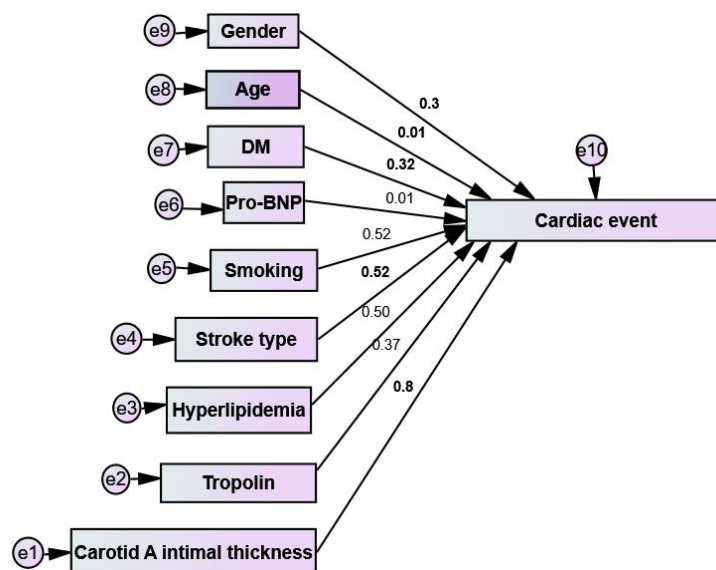 e9
Gender
0.3
e8
Age
0.01
e7
DM
0.32
e10
e6
Pro-BNP
0.01
Cardiac event
0.52
e5
Smoking
0.52
e4
Stroke type
0.50
0.37
e3
Hyperlipidemia
0.8
e2
Tropolin
e1
Carotid A intimal thickness